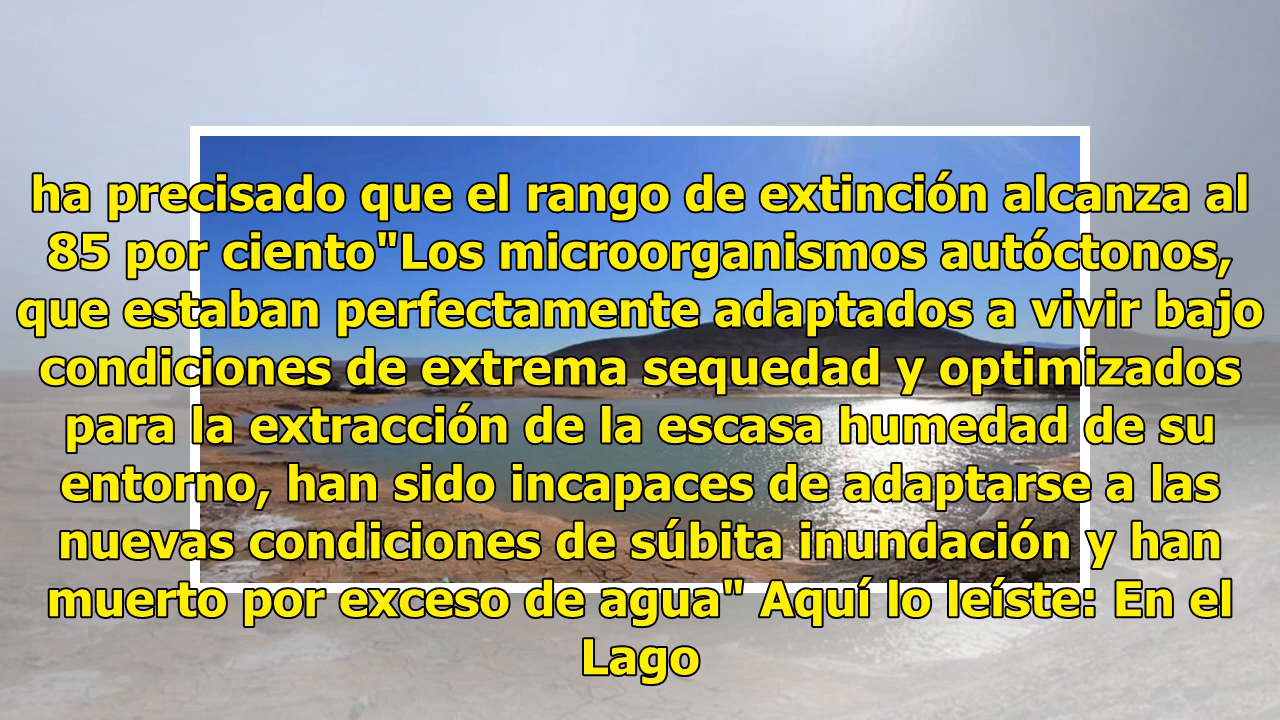 ha precisado que el rango de extinción alcanza al
85 por ciento"Los microorganismos autóctonos,
que estaban perfectamente adaptados a vivir bajo
condiciones de extrema sequedad y optimizados
para la extracción de la escasa humedad de su
entorno, han sido incapaces de adaptarse a las
nuevas condiciones de súbita inundación y han
muerto por exceso de agua" Aquí lo leíste: En el
Lago